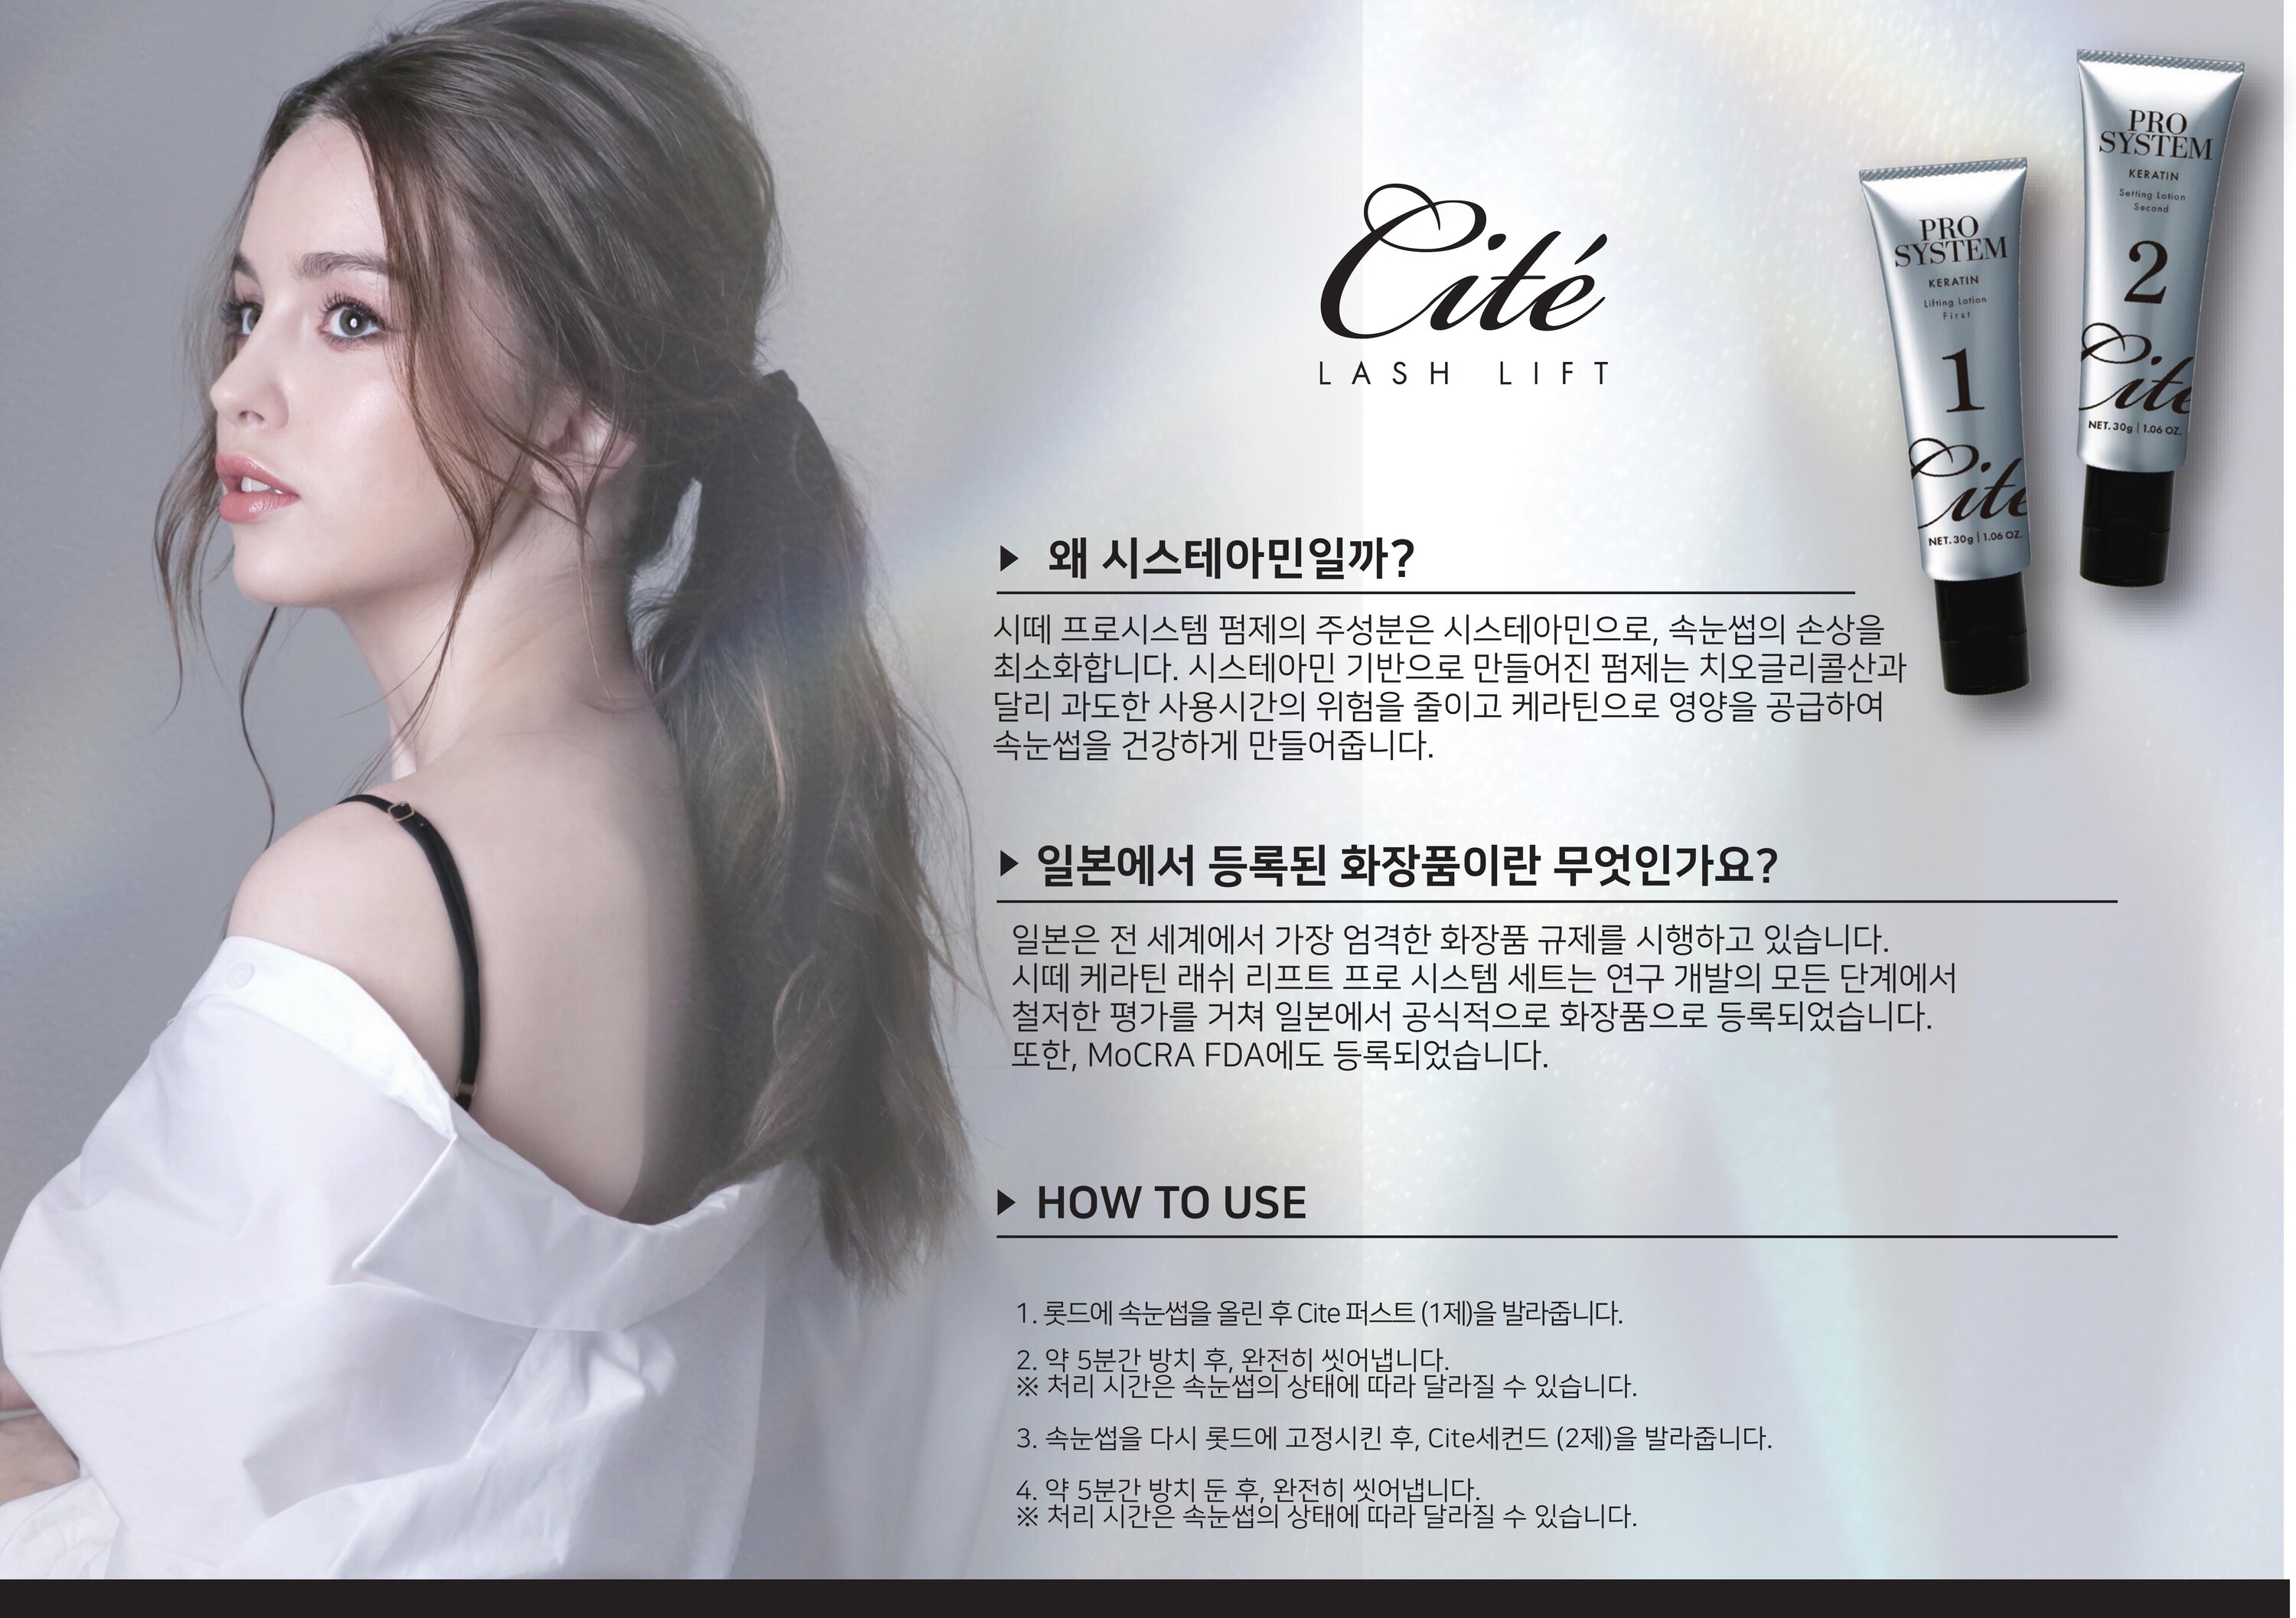 Cité
LASH LIFT
PRO
SYSTEM
KERATIN
Lifting Lotion
First
1
Cité
NET. 30g | 1.06 OZ.
PRO
SYSTEM
KERATIN
Setting Lotion
Second
2
Cité
NET. 30g | 1.06 OZ.
▶ 왜 시스테아민일까?
시떼 프로시스템 펌제의 주성분은 시스테아민으로, 속눈썹의 손상을
최소화합니다. 시스테아민 기반으로 만들어진 펌제는 치오글리콜산과
달리 과도한 사용시간의 위험을 줄이고 케라틴으로 영양을 공급하여
속눈썹을 건강하게 만들어줍니다.
▶ 일본에서 등록된 화장품이란 무엇인가요?
일본은 전 세계에서 가장 엄격한 화장품 규제를 시행하고 있습니다.
시떼 케라틴 래쉬 리프트 프로 시스템 세트는 연구 개발의 모든 단계에서
철저한 평가를 거쳐 일본에서 공식적으로 화장품으로 등록되었습니다.
또한, MoCRA FDA에도 등록되었습니다.
▶ HOW TO USE
1. 롯드에 속눈썹을 올린 후 Cite 퍼스트 (1제)을 발라줍니다.
2. 약 5분간 방치 후, 완전히 씻어냅니다.
※ 처리 시간은 속눈썹의 상태에 따라 달라질 수 있습니다.
3. 속눈썹을 다시 롯드에 고정시킨 후, Cite세컨드 (2제)을 발라줍니다.
4. 약 5분간 방치 둔 후, 완전히 씻어냅니다.
※ 처리 시간은 속눈썹의 상태에 따라 달라질 수 있습니다.